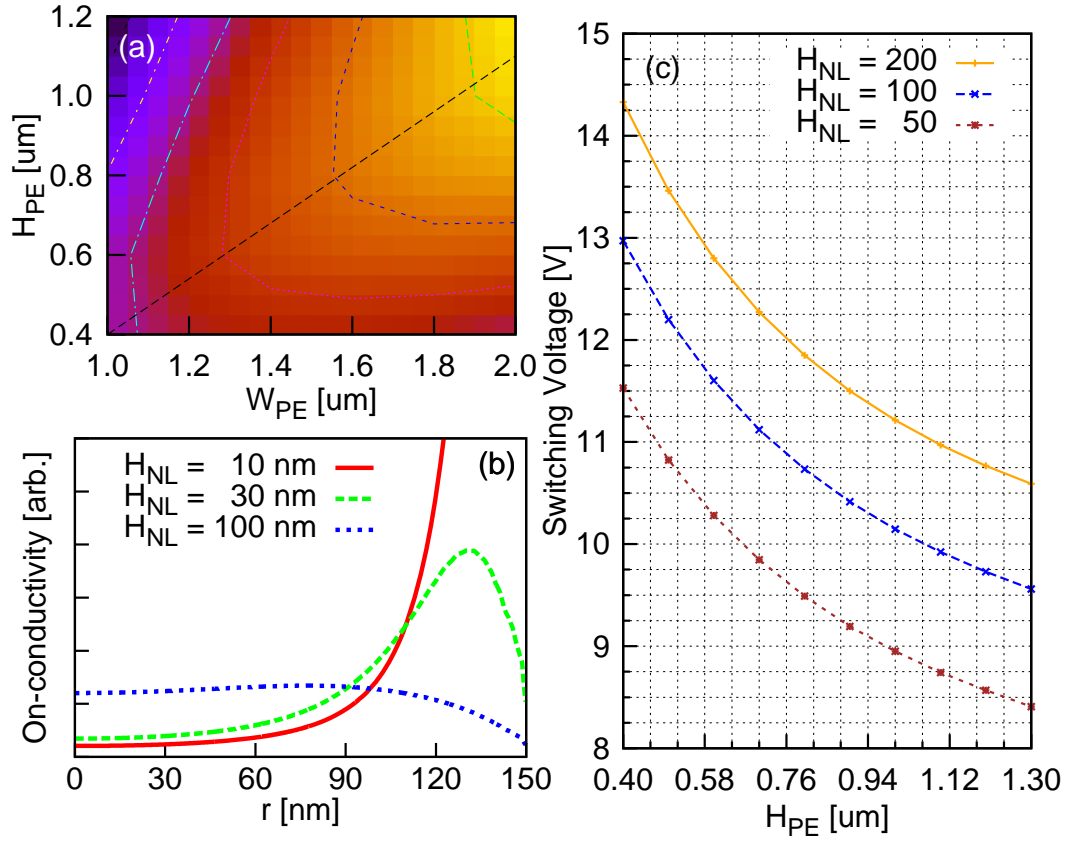 (a)
H_PE [um]
1.2
1.0
0.8
0.6
0.4
1.0 1.2 1.4 1.6 1.8 2.0
W_PE [um]
(b)
On-conductivity [arb.]
H_NL = 10 nm
H_NL = 30 nm
H_NL = 100 nm
0 30 60 90 120 150
r [nm]
(c)
Switching Voltage [V]
H_NL = 200
H_NL = 100
H_NL = 50
15
14
13
12
11
10
9
8
0.40 0.58 0.76 0.94 1.12 1.30
H_PE [um]